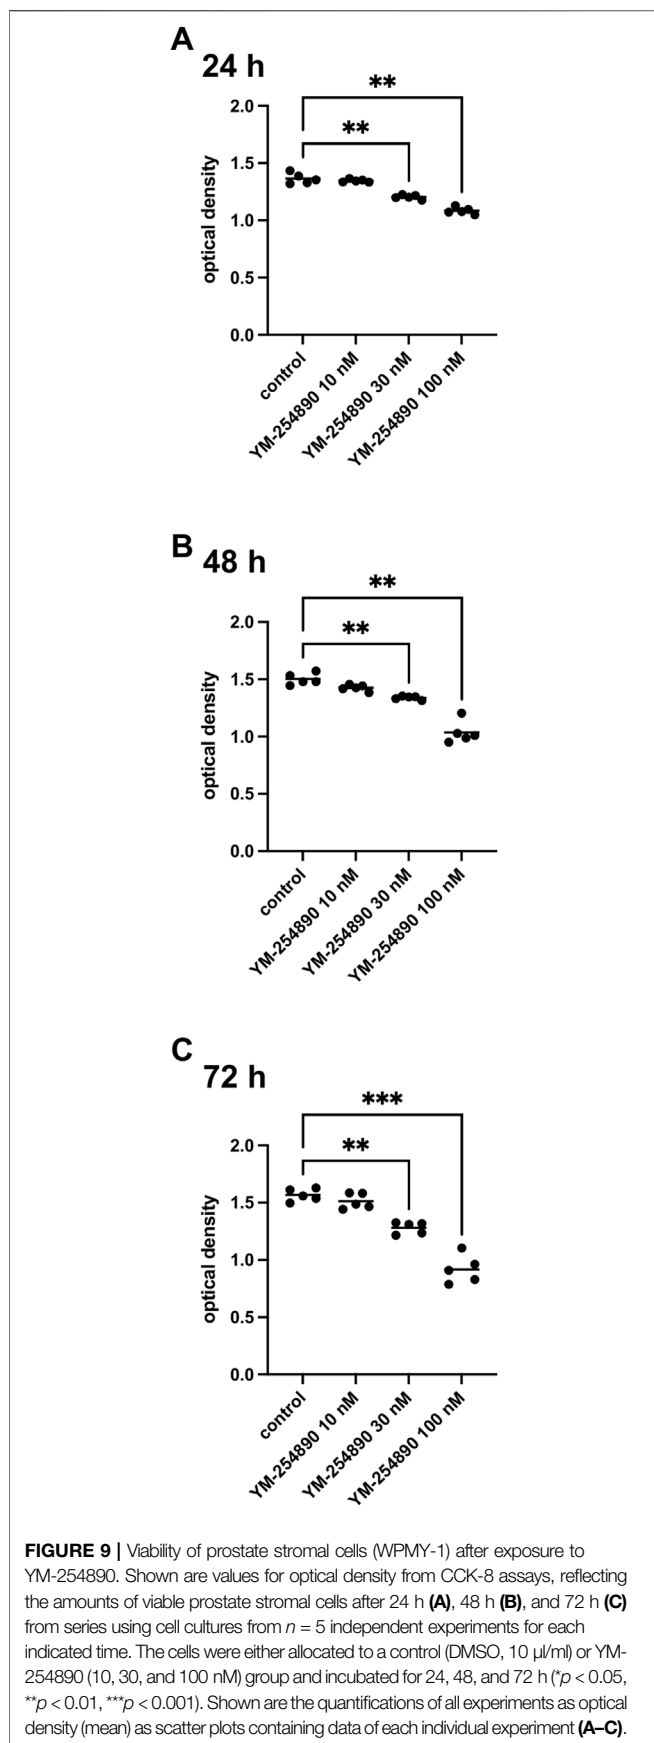 A
24 h
**
**
2.0
1.5
1.0
0.5
0.0
optical density
control
YM-254890 10 nM
YM-254890 30 nM
YM-254890 100 nM
B
48 h
**
**
2.0
1.5
1.0
0.5
0.0
optical density
control
YM-254890 10 nM
YM-254890 30 nM
YM-254890 100 nM
C
72 h
***
**
2.0
1.5
1.0
0.5
0.0
optical density
control
YM-254890 10 nM
YM-254890 30 nM
YM-254890 100 nM
FIGURE 9 | Viability of prostate stromal cells (WPMY-1) after exposure to
YM-254890. Shown are values for optical density from CCK-8 assays, reflecting
the amounts of viable prostate stromal cells after 24 h (A), 48 h (B), and 72 h (C)
from series using cell cultures from n = 5 independent experiments for each
indicated time. The cells were either allocated to a control (DMSO, 10 μl/ml) or YM-
254890 (10, 30, and 100 nM) group and incubated for 24, 48, and 72 h (*p < 0.05,
**p < 0.01, ***p < 0.001). Shown are the quantifications of all experiments as optical
density (mean) as scatter plots containing data of each individual experiment (A–C).